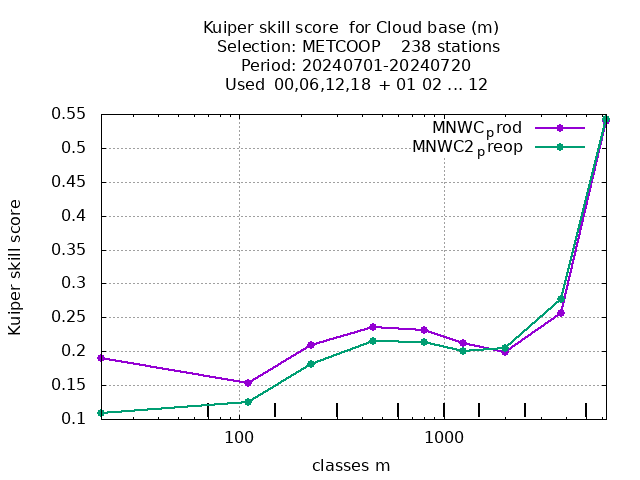 Kuiper skill score for Cloud base (m)
Selection: METCOOP 238 stations
Period: 20240701-20240720
Used 00,06,12,18 + 01 02 ... 12
MNWCprod
MNWC2preop
0.55
0.5
0.45
0.4
0.35
0.3
0.25
0.2
0.15
0.1
Kuiper skill score
100 1000
classes m